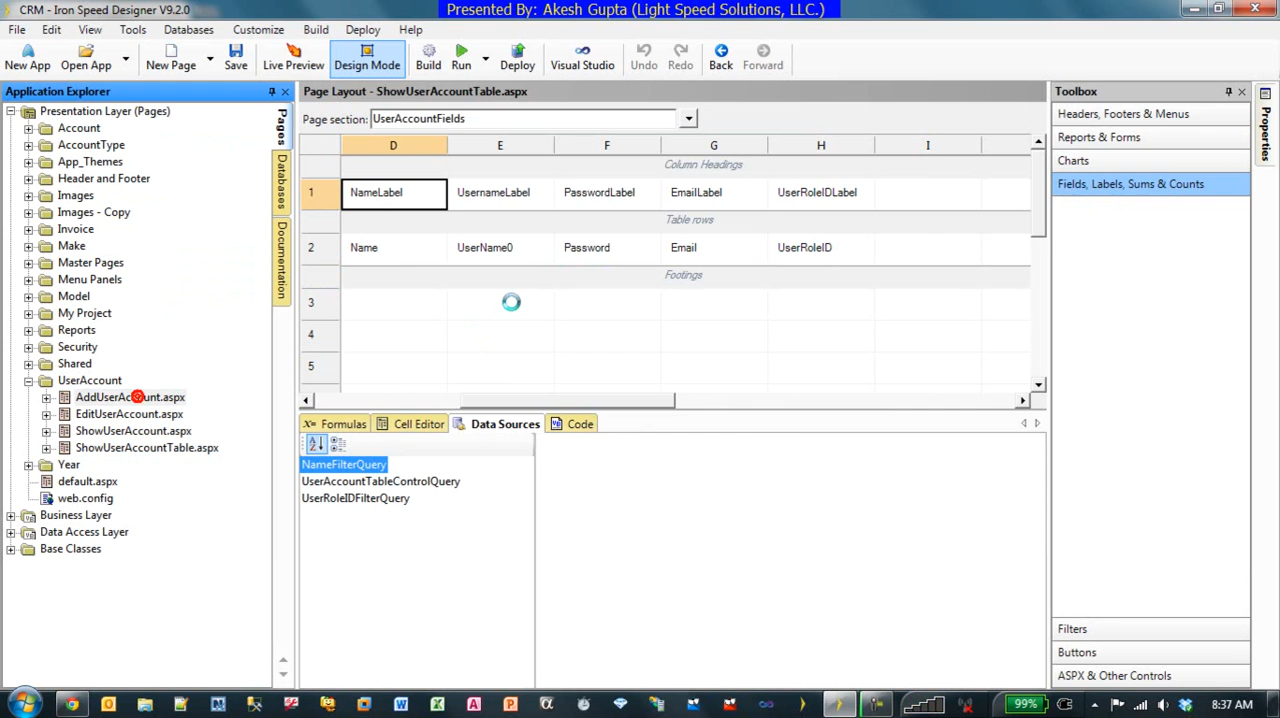 CRM - Iron Speed Designer V9.2.0
Presented By: Akesh Gupta (Light Speed Solutions, LLC.)
File Edit View Tools Databases Customize Build Deploy Help
New App Open App New Page Save Live Preview Design Mode Build Run Deploy Visual Studio Undo Redo Back Forward
Application Explorer
Presentation Layer (Pages)
Account
AccountType
App_Themes
Header and Footer
Images
Images - Copy
Invoice
Make
Master Pages
Menu Panels
Model
My Project
Reports
Security
Shared
UserAccount
AddUserAccount.aspx
EditUserAccount.aspx
ShowUserAccount.aspx
ShowUserAccountTable.aspx
Year
default.aspx
web.config
Business Layer
Data Access Layer
Base Classes
Pages
Databases
Documentation
Page Layout - ShowUserAccountTable.aspx
Page section: UserAccountFields
D E F G H I
Column Headings
1 NameLabel UsernameLabel PasswordLabel EmailLabel UserRoleIDLabel
Table rows
2 Name UserName0 Password Email UserRoleID
Footings
3
4
5
Formulas Cell Editor Data Sources Code
NameFilterQuery
UserAccountTableControlQuery
UserRoleIDFilterQuery
Toolbox
Headers, Footers & Menus
Reports & Forms
Charts
Fields, Labels, Sums & Counts
Filters
Buttons
ASPX & Other Controls
Properties
99%
8:37 AM